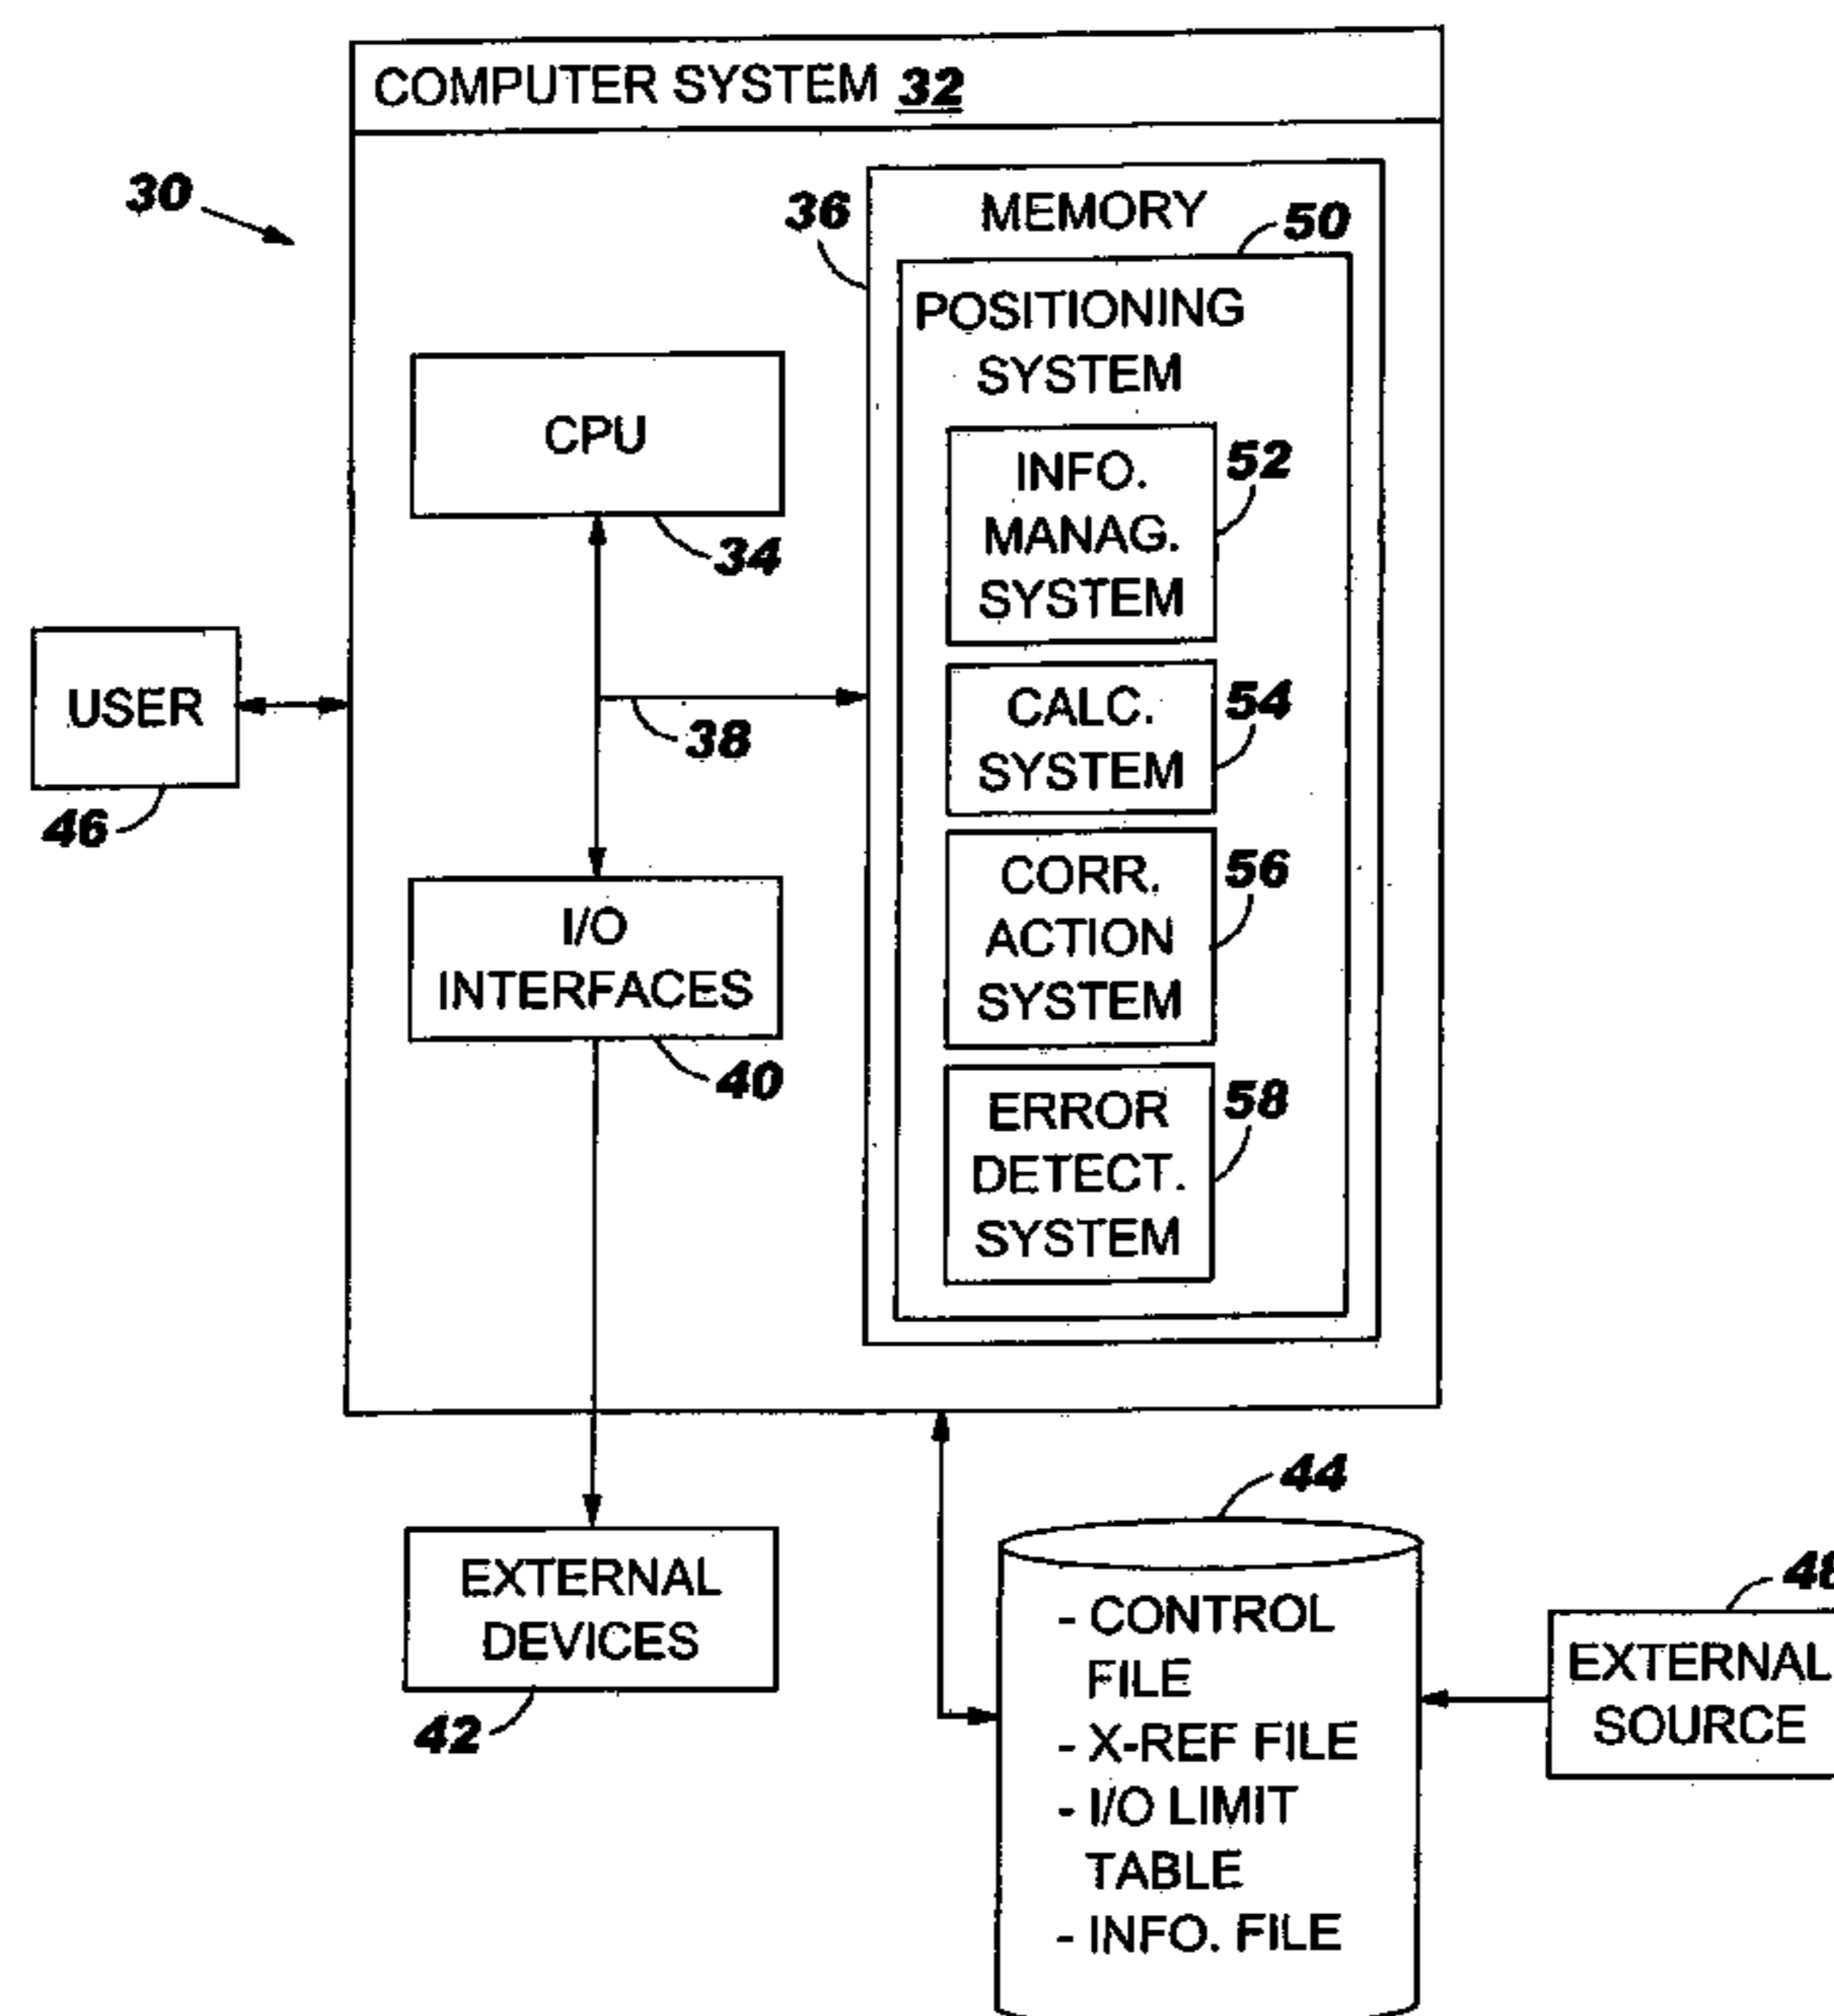 COMPUTER SYSTEM 32
30
36
MEMORY
50
POSITIONING
SYSTEM
CPU
34
INFO.
MANAG.
SYSTEM
52
USER
46
38
CALC.
SYSTEM
54
I/O
INTERFACES
40
CORR.
ACTION
SYSTEM
56
ERROR
DETECT.
SYSTEM
58
EXTERNAL
DEVICES
42
44
- CONTROL
FILE
- X-REF FILE
- I/O LIMIT
TABLE
- INFO. FILE
48
EXTERNAL
SOURCE